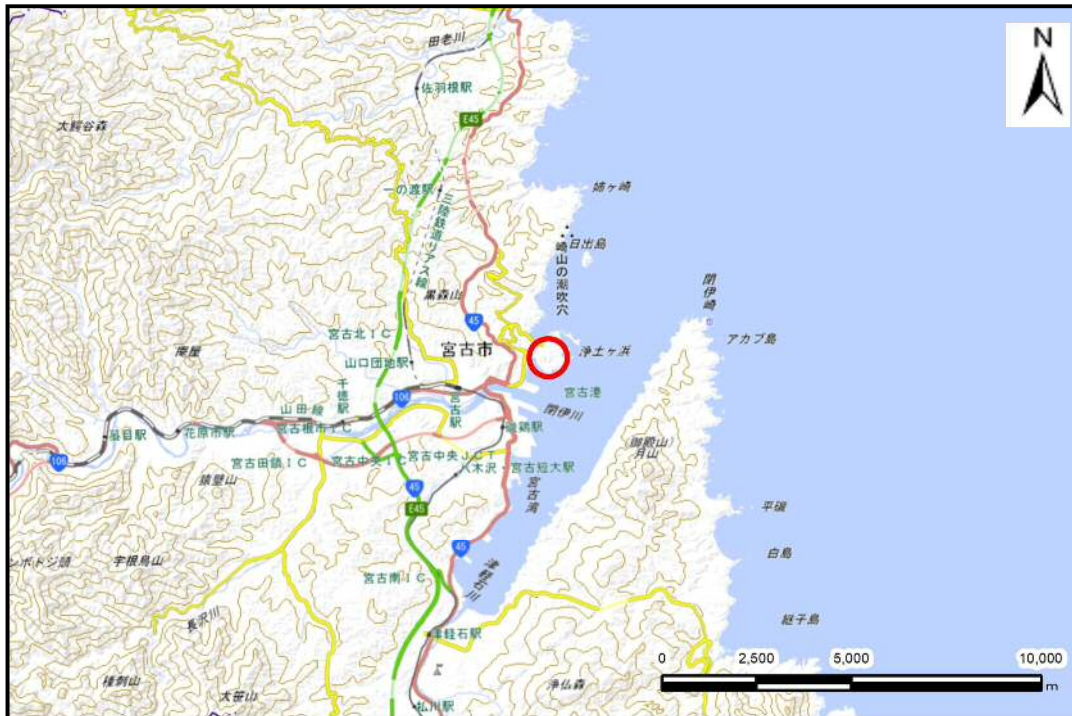 田老川
N
佐羽根駅
E45
大鰐谷森
姉ヶ崎
一の渡駅
三陸鉄道リアス線
日出島
崎山の潮吹穴
閉伊崎
黒森山
45
宮古北IC
アカブ島
南屋
宮古市
浄土ヶ浜
山口団地駅
千徳駅
宮古駅
宮古港
106
閉伊川
山田線
宮古根市IC
磯鶏駅
蟇目駅
花原市駅
(御殿山)
月山
宮古田鎖IC
宮古中央IC
宮古中央JCT
106
八木沢・宮古短大駅
猿壁山
45
宮古湾
E45
平磯
45
白島
宇根鳥山
宮古南IC
津軽石川
長沢川
継子島
津軽石駅
0
2,500
5,000
10,000
m
種刺山
大笹山
浄仏森
払川駅